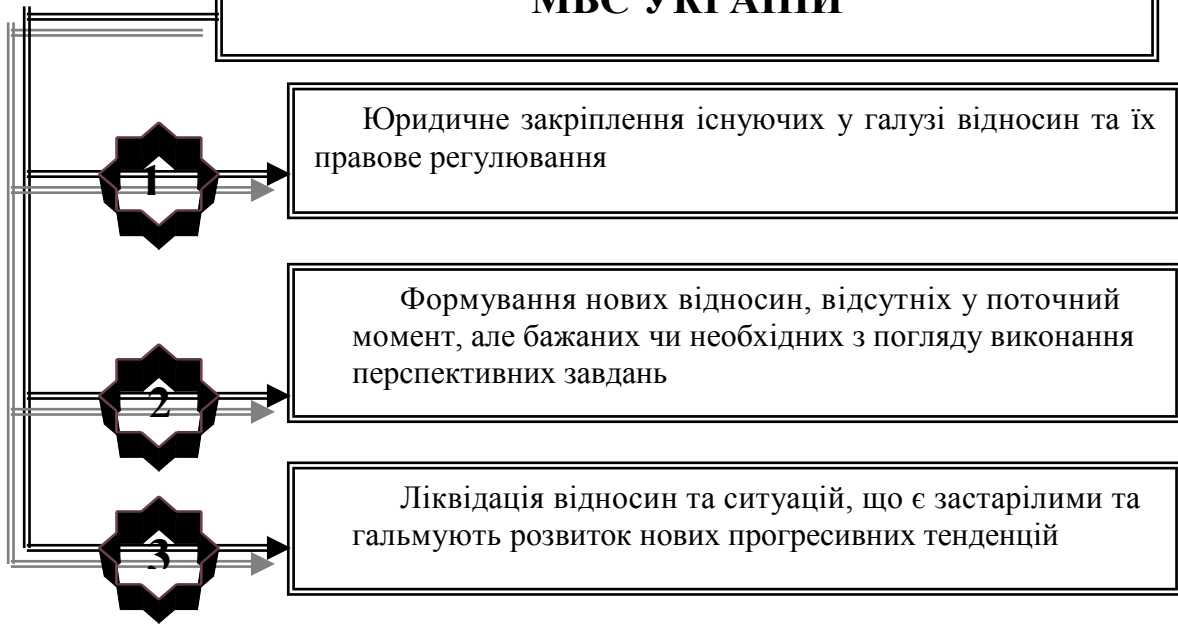 МВС УКРАЇНИ
1
Юридичне закріплення існуючих у галузі відносин та їх
правове регулювання
2
Формування нових відносин, відсутніх у поточний
момент, але бажаних чи необхідних з погляду виконання
перспективних завдань
3
Ліквідація відносин та ситуацій, що є застарілими та
гальмують розвиток нових прогресивних тенденцій